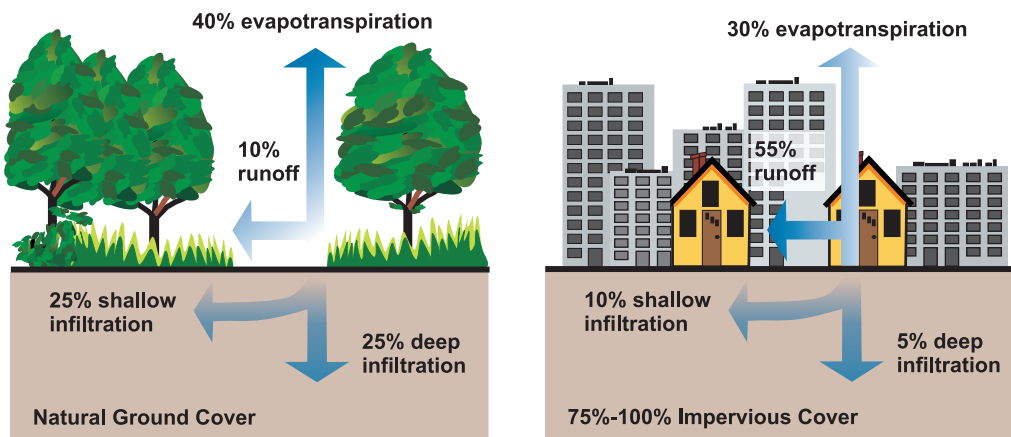 40% evapotranspiration
10%
runoff
25% shallow
infiltration
25% deep
infiltration
Natural Ground Cover
30% evapotranspiration
55%
runoff
10% shallow
infiltration
5% deep
infiltration
75%-100% Impervious Cover